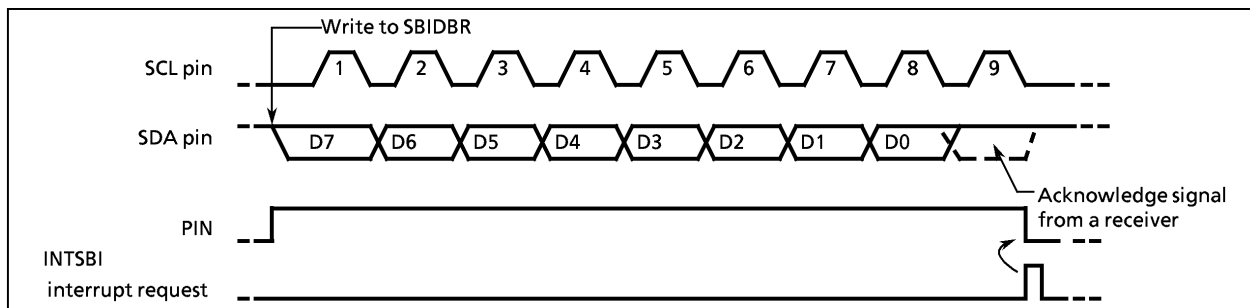 Write to SBIDBR
SCL pin
1 2 3 4 5 6 7 8 9
SDA pin
D7 D6 D5 D4 D3 D2 D1 D0
Acknowledge signal
from a receiver
PIN
INTSBI
interrupt request